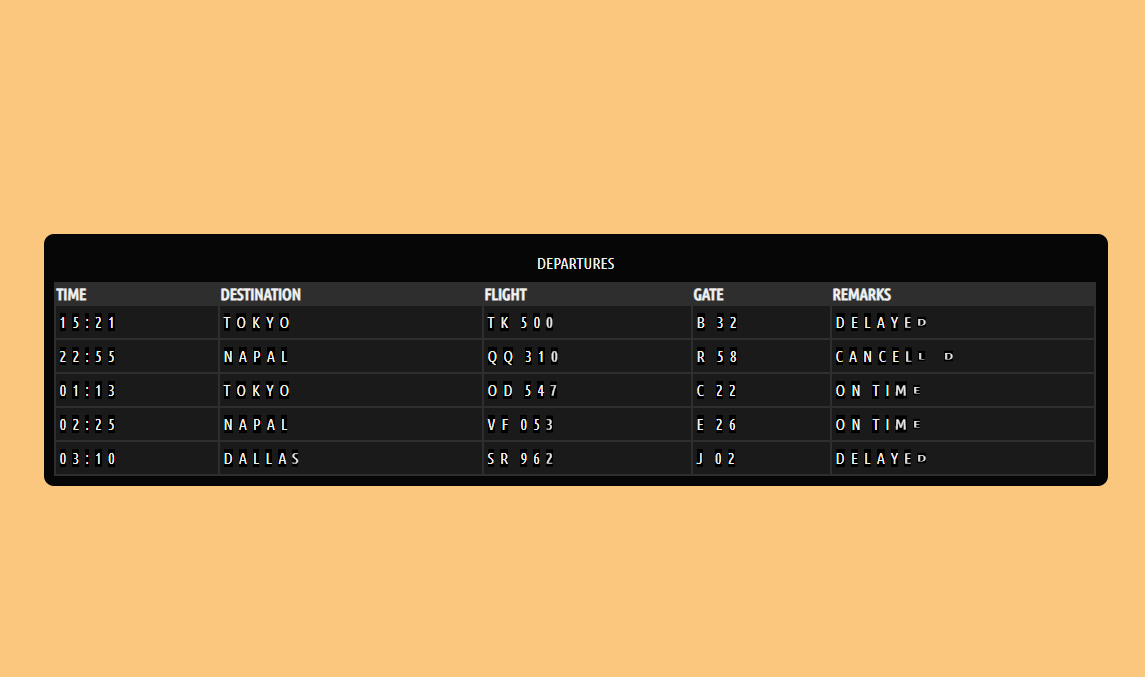 DEPARTURES
TIME DESTINATION FLIGHT GATE REMARKS
15:21 TOKYO TK 500 B 32 DELAYED
22:55 NAPAL QQ 310 R 58 CANCELL D
01:13 TOKYO OD 547 C 22 ON TIME
02:25 NAPAL VF 053 E 26 ON TIME
03:10 DALLAS SR 962 J 02 DELAYED